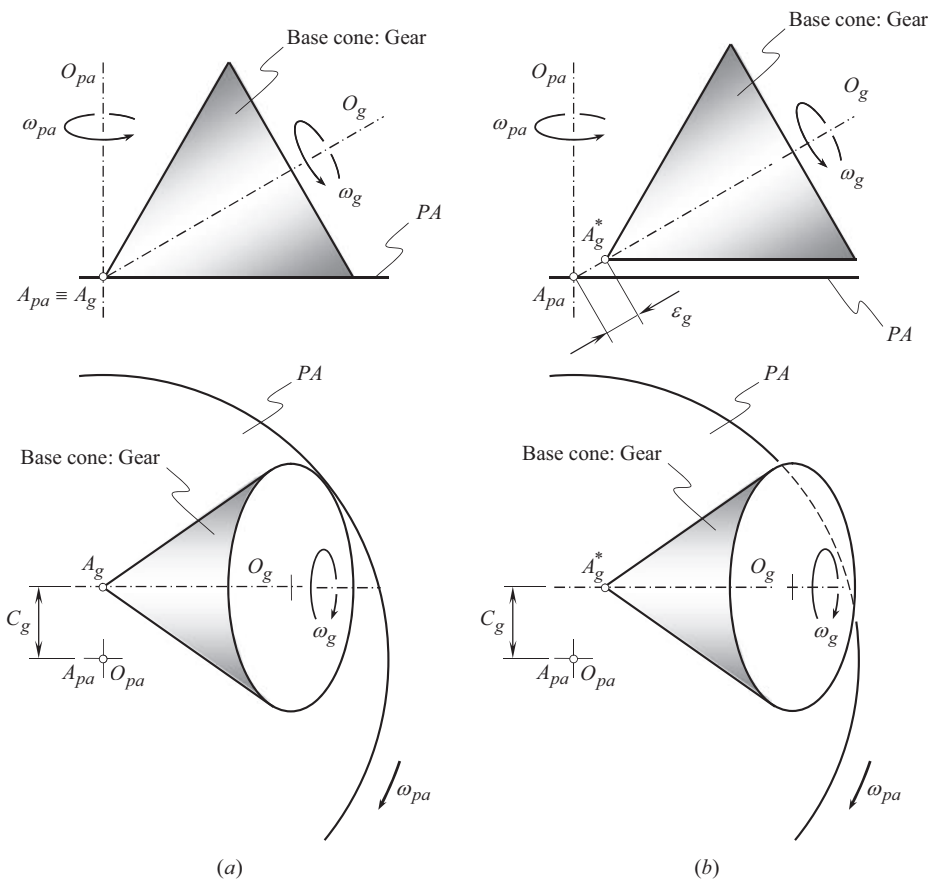 Base cone: Gear
O_pa
O_g
ω_pa
ω_g
PA
A_pa ≡ A_g
PA
Base cone: Gear
A_g
O_g
C_g
ω_g
A_pa
O_pa
ω_pa
(a)
Base cone: Gear
O_pa
O_g
ω_pa
ω_g
A_g^*
A_pa
ε_g
PA
PA
Base cone: Gear
A_g^*
O_g
C_g
ω_g
A_pa
O_pa
ω_pa
(b)